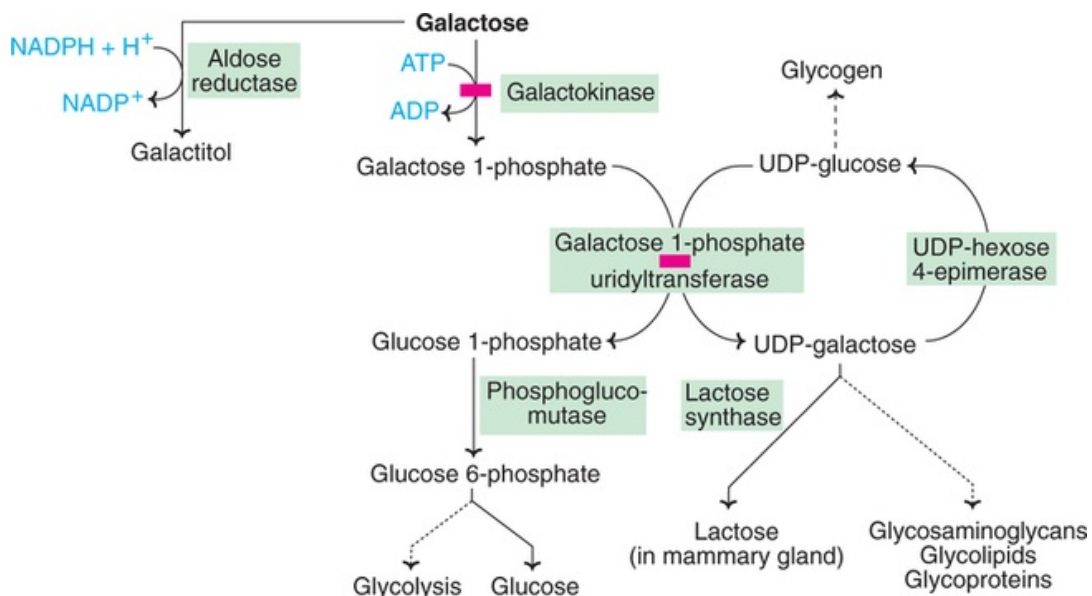 Galactose
NADPH + H⁺
Aldose
reductase
NADP⁺
Galactitol
ATP
ADP
Galactokinase
Glycogen
Galactose 1-phosphate
UDP-glucose
Galactose 1-phosphate
uridyltransferase
UDP-hexose
4-epimerase
Glucose 1-phosphate
UDP-galactose
Phosphogluco-
mutase
Lactose
synthase
Glucose 6-phosphate
Glycolysis
Glucose
Lactose
(in mammary gland)
Glycosaminoglycans
Glycolipids
Glycoproteins